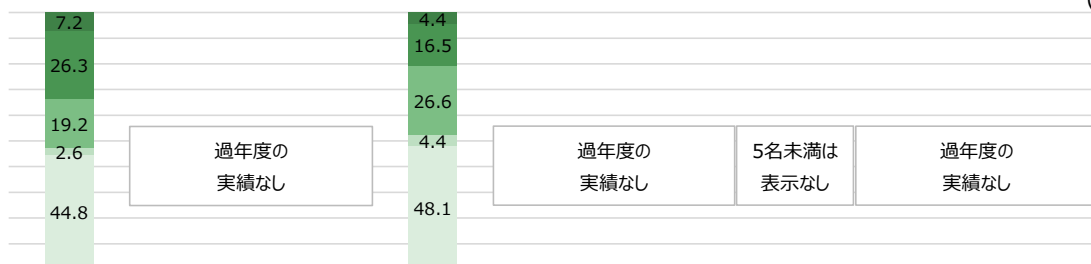 7.2
26.3
19.2
2.6
44.8
過年度の
実績なし
4.4
16.5
26.6
4.4
48.1
過年度の
実績なし
5名未満は
表示なし
過年度の
実績なし